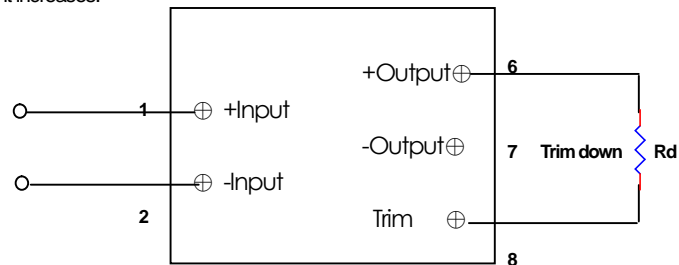 it increases.
+Output 6
1 +Input
-Output 7 Trim down Rd
-Input
2 Trim
8